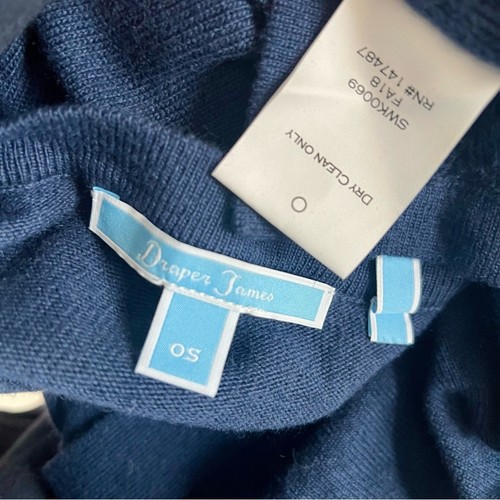 SWK0069
FA18
RN# 147487
DRY CLEAN ONLY
Draper James
OS